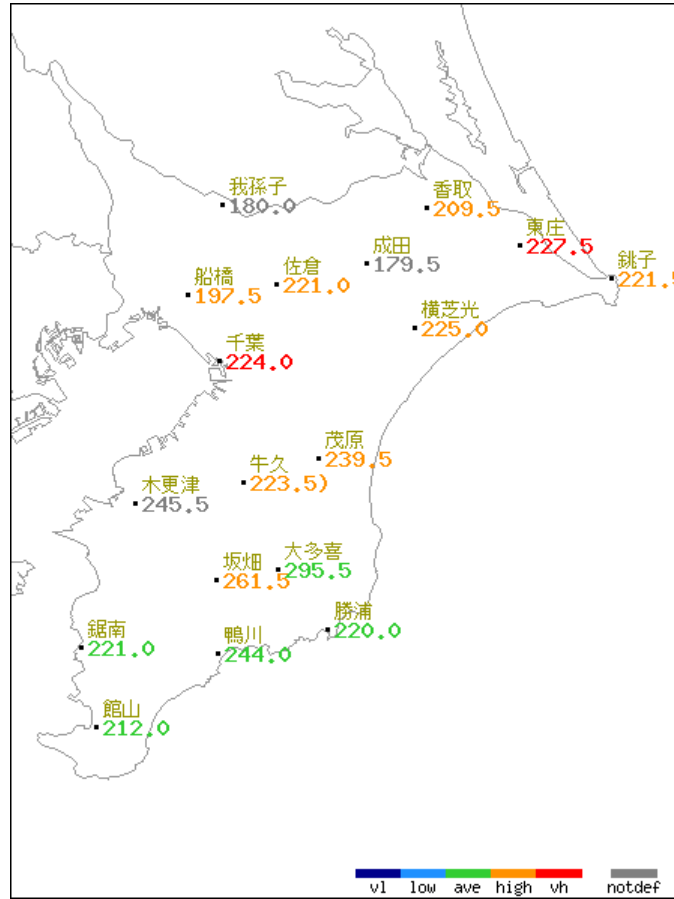 我孫子
180.0
香取
209.5
東庄
227.5
成田
179.5
銚子
221.5
佐倉
221.0
船橋
197.5
横芝光
225.0
千葉
224.0
茂原
239.5
牛久
223.5)
木更津
245.5
大多喜
295.5
坂畑
261.5
勝浦
220.0
鋸南
221.0
鴨川
244.0
館山
212.0
vl low ave high vh notdef